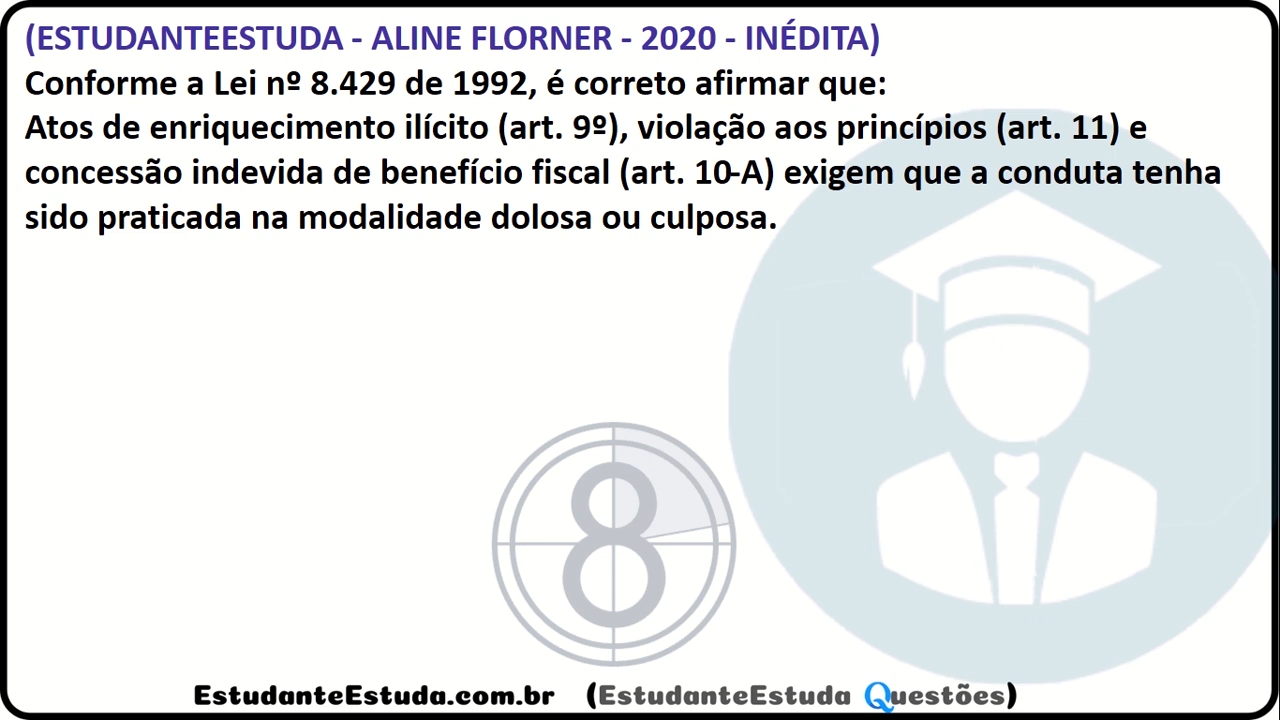 (ESTUDANTEESTUDA - ALINE FLORNER - 2020 - INÉDITA)
Conforme a Lei nº 8.429 de 1992, é correto afirmar que:
Atos de enriquecimento ilícito (art. 9º), violação aos princípios (art. 11) e
concessão indevida de benefício fiscal (art. 10-A) exigem que a conduta tenha
sido praticada na modalidade dolosa ou culposa.
8
EstudanteEstuda.com.br (EstudanteEstuda Questões)